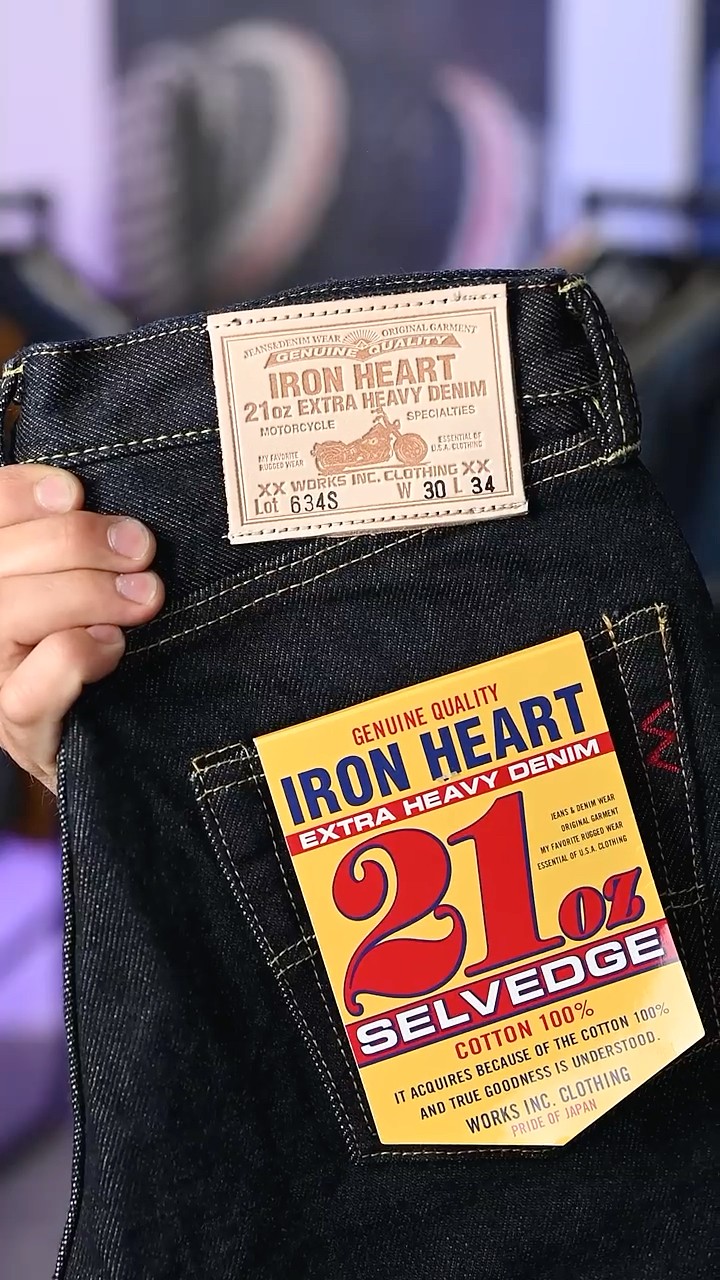 JEANS&DENIM WEAR ORIGINAL GARMENT
GENUINE QUALITY
IRON HEART
21oz EXTRA HEAVY DENIM
MOTORCYCLE SPECIALTIES
MY FAVORITE RUGGED WEAR
ESSENTIAL OF U.S.A. CLOTHING
XX WORKS INC. CLOTHING XX
Lot 634S W 30 L 34
GENUINE QUALITY
IRON HEART
EXTRA HEAVY DENIM
21oz
JEANS & DENIM WEAR
ORIGINAL GARMENT
MY FAVORITE RUGGED WEAR
ESSENTIAL OF U.S.A. CLOTHING
SELVEDGE
COTTON 100%
IT ACQUIRES BECAUSE OF THE COTTON 100%
AND TRUE GOODNESS IS UNDERSTOOD.
WORKS INC. CLOTHING
PRIDE OF JAPAN